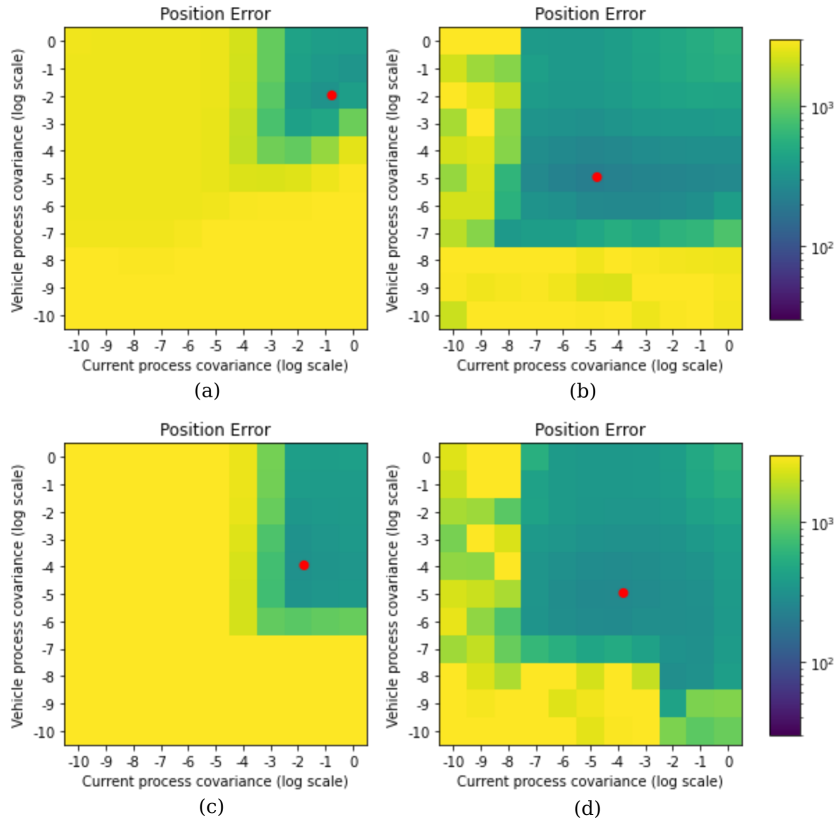 Position Error Position Error
0 0
-1 -1
-2 -2
-3 -3
-4 -4
-5 -5
-6 -6
-7 -7
-8 -8
-9 -9
-10 -10
Vehicle process covariance (log scale) Vehicle process covariance (log scale)
10³
10²
-10 -9 -8 -7 -6 -5 -4 -3 -2 -1 0 -10 -9 -8 -7 -6 -5 -4 -3 -2 -1 0
Current process covariance (log scale) Current process covariance (log scale)
(a) (b)
Position Error Position Error
0 0
-1 -1
-2 -2
-3 -3
-4 -4
-5 -5
-6 -6
-7 -7
-8 -8
-9 -9
-10 -10
Vehicle process covariance (log scale) Vehicle process covariance (log scale)
10³
10²
-10 -9 -8 -7 -6 -5 -4 -3 -2 -1 0 -10 -9 -8 -7 -6 -5 -4 -3 -2 -1 0
Current process covariance (log scale) Current process covariance (log scale)
(c) (d)